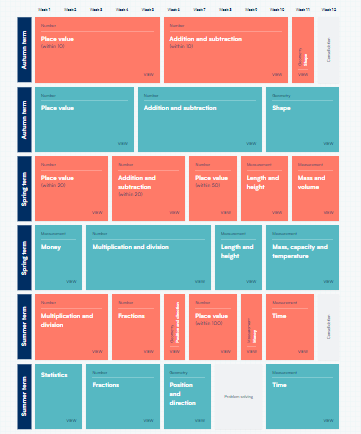 Week 1 Week 2 Week 3 Week 4 Week 5 Week 6 Week 7 Week 8 Week 9 Week 10 Week 11 Week 12
Autumn term
Number
Place value
(within 10)
VIEW
Number
Addition and subtraction
(within 10)
VIEW
Geometry
Shape
VIEW
Consolidation
Autumn term
Number
Place value
VIEW
Number
Addition and subtraction
VIEW
Geometry
Shape
VIEW
Spring term
Number
Place value
(within 20)
VIEW
Number
Addition and
subtraction
(within 20)
VIEW
Number
Place value
(within 50)
VIEW
Measurement
Length and
height
VIEW
Measurement
Mass and
volume
VIEW
Spring term
Measurement
Money
VIEW
Number
Multiplication and division
VIEW
Measurement
Length and
height
VIEW
Measurement
Mass, capacity and
temperature
VIEW
Summer term
Number
Multiplication and
division
VIEW
Number
Fractions
VIEW
Geometry
Position and direction
VIEW
Number
Place value
(within 100)
VIEW
Measurement
Money
VIEW
Measurement
Time
VIEW
Consolidation
Summer term
Statistics
VIEW
Number
Fractions
VIEW
Geometry
Position
and
direction
VIEW
Problem solving
Measurement
Time
VIEW